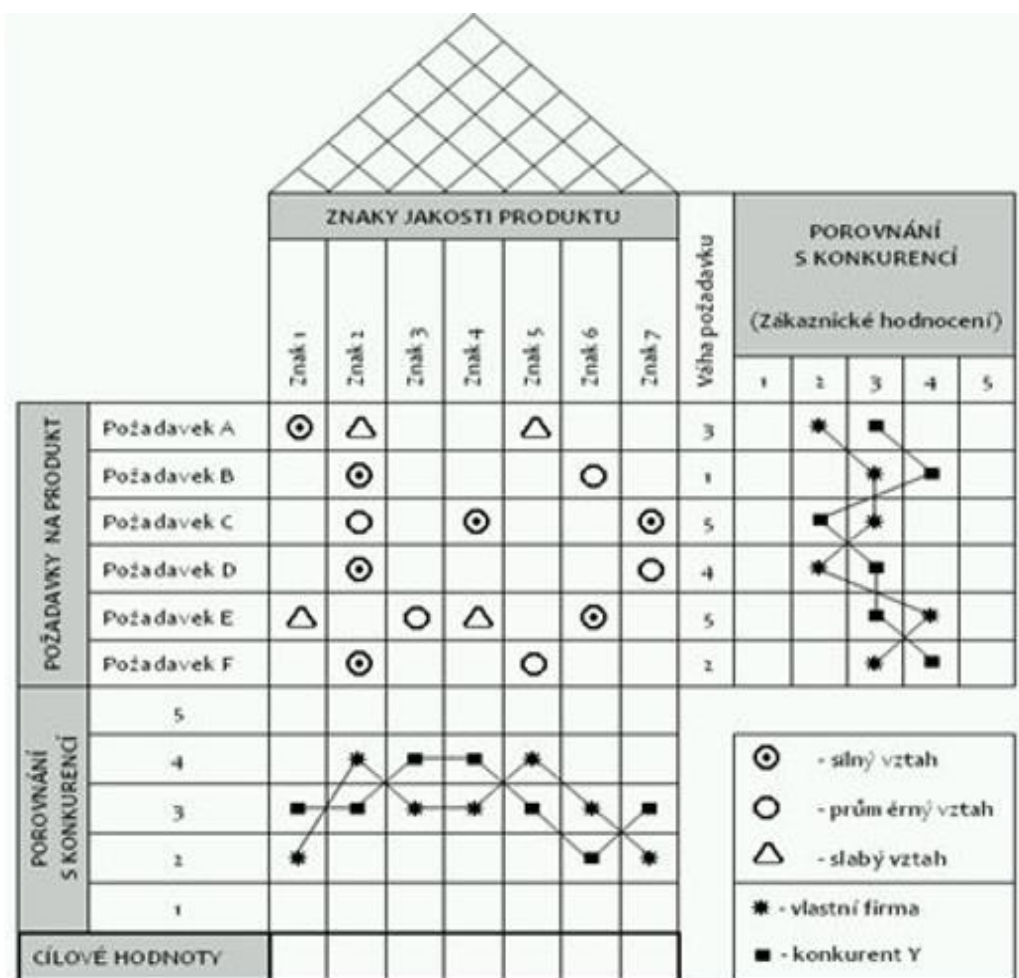 ZNAKY JAKOSTI PRODUKTU
Znak 1
Znak 2
Znak 3
Znak 4
Znak 5
Znak 6
Znak 7
Váha požadavku
POROVNÁNÍ
S KONKURENCÍ
(Zákaznické hodnocení)
1 2 3 4 5
POŽADAVKY NA PRODUKT
Požadavek A 3
Požadavek B 1
Požadavek C 5
Požadavek D 4
Požadavek E 5
Požadavek F 2
POROVNÁNÍ
S KONKURENCÍ
5
4
3
2
1
CÍLOVÉ HODNOTY
- silný vztah
- průměrný vztah
- slabý vztah
- vlastní firma
- konkurent Y